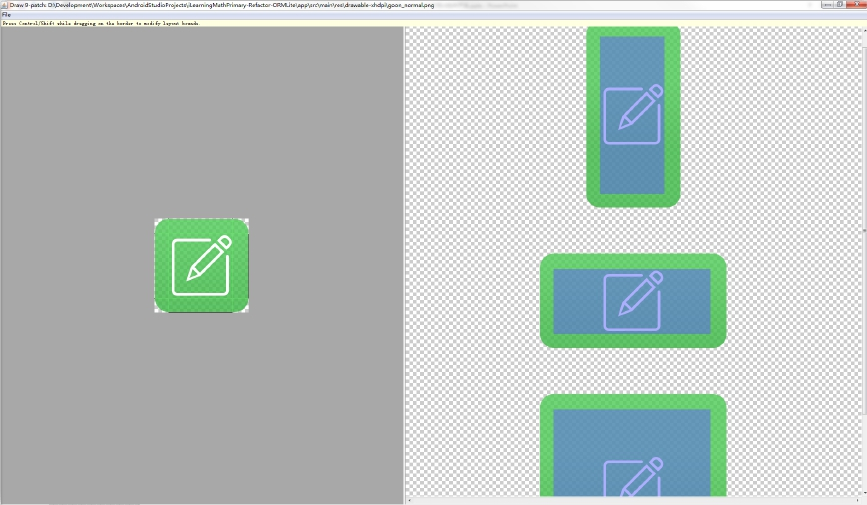 Draw 9-patch: D:\Development\Workspaces\AndroidStudioProjects\iLearningMathPrimary-Refactor-ORMLite\app\src\main\res\drawable-xhdpi\goon_normal.png
File
Press Control/Shift while dragging on the border to modify layout bounds.